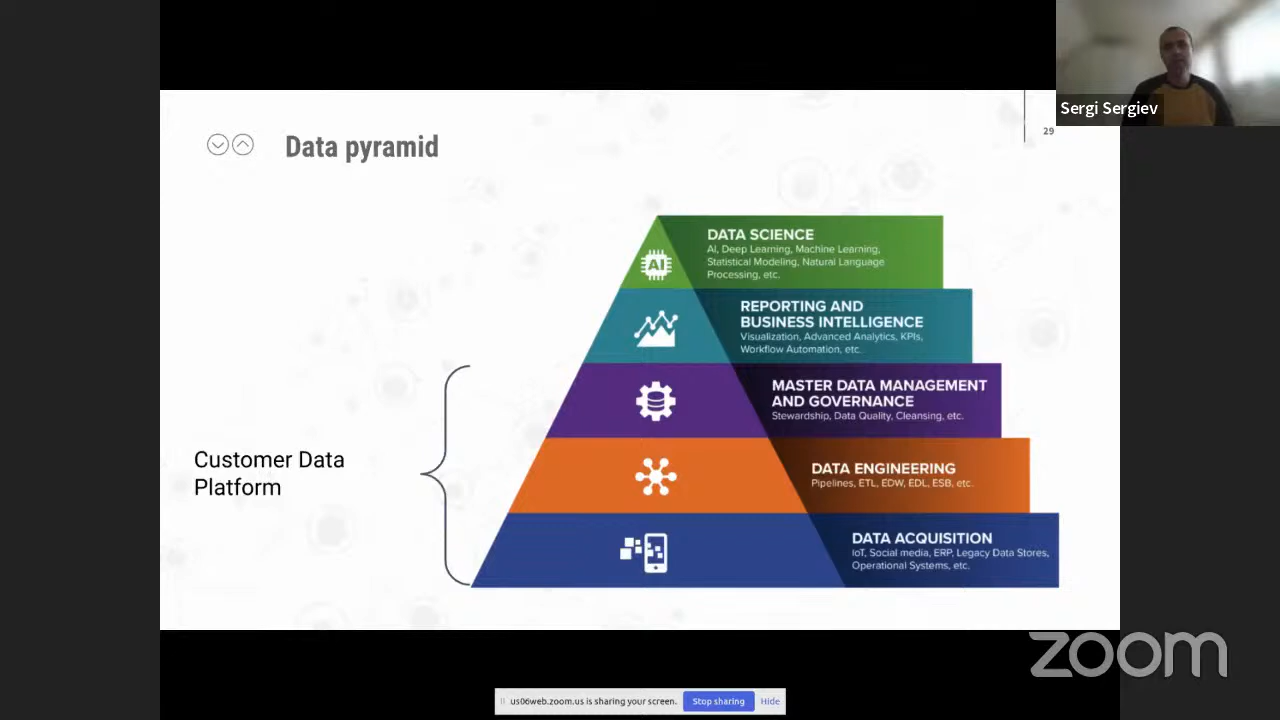 Sergi Sergiev
29
Data pyramid
AI
DATA SCIENCE
AI, Deep Learning, Machine Learning,
Statistical Modeling, Natural Language
Processing, etc.
REPORTING AND
BUSINESS INTELLIGENCE
Visualization, Advanced Analytics, KPIs,
Workflow Automation, etc.
MASTER DATA MANAGEMENT
AND GOVERNANCE
Stewardship, Data Quality, Cleansing, etc.
Customer Data
Platform
DATA ENGINEERING
Pipelines, ETL, EDW, EDL, ESB, etc.
DATA ACQUISITION
IoT, Social media, ERP, Legacy Data Stores,
Operational Systems, etc.
zoom
us06web.zoom.us is sharing your screen.
Stop sharing
Hide